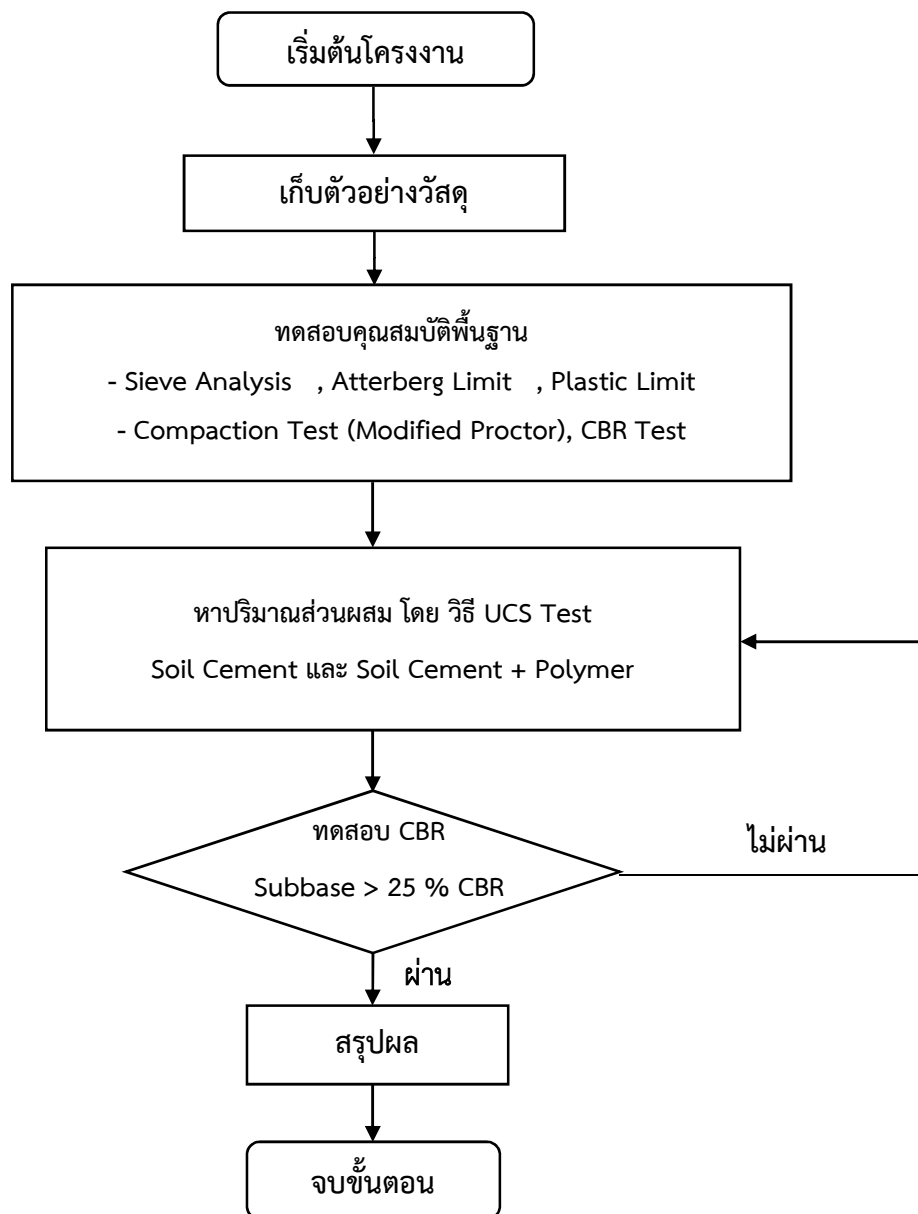 เริ่มต้นโครงงาน
เก็บตัวอย่างวัสดุ
ทดสอบคุณสมบัติพื้นฐาน
- Sieve Analysis , Atterberg Limit , Plastic Limit
- Compaction Test (Modified Proctor), CBR Test
หาปริมาณส่วนผสม โดย วิธี UCS Test
Soil Cement และ Soil Cement + Polymer
ทดสอบ CBR
Subbase > 25 % CBR
ไม่ผ่าน
ผ่าน
สรุปผล
จบขั้นตอน